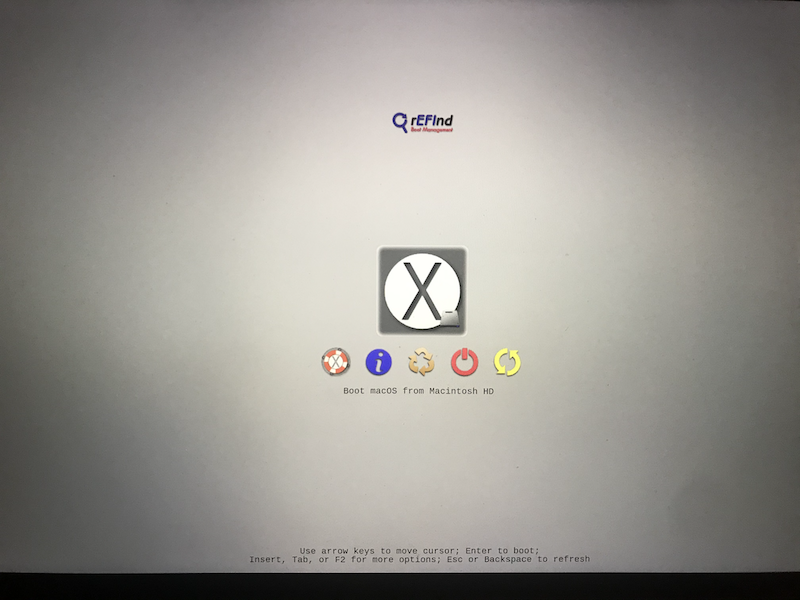 rEFInd
Boot Management
X
Boot macOS from Macintosh HD
Use arrow keys to move cursor; Enter to boot;
Insert, Tab, or F2 for more options; Esc or Backspace to refresh